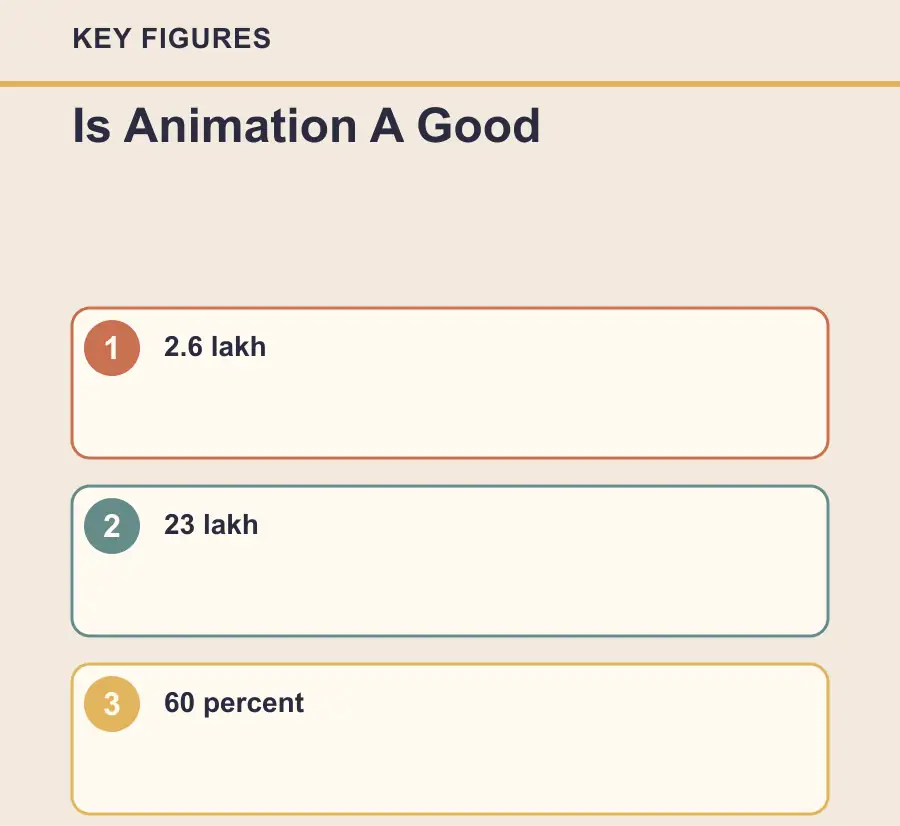 KEY FIGURES
Is Animation A Good
1
2.6 lakh
2
23 lakh
3
60 percent